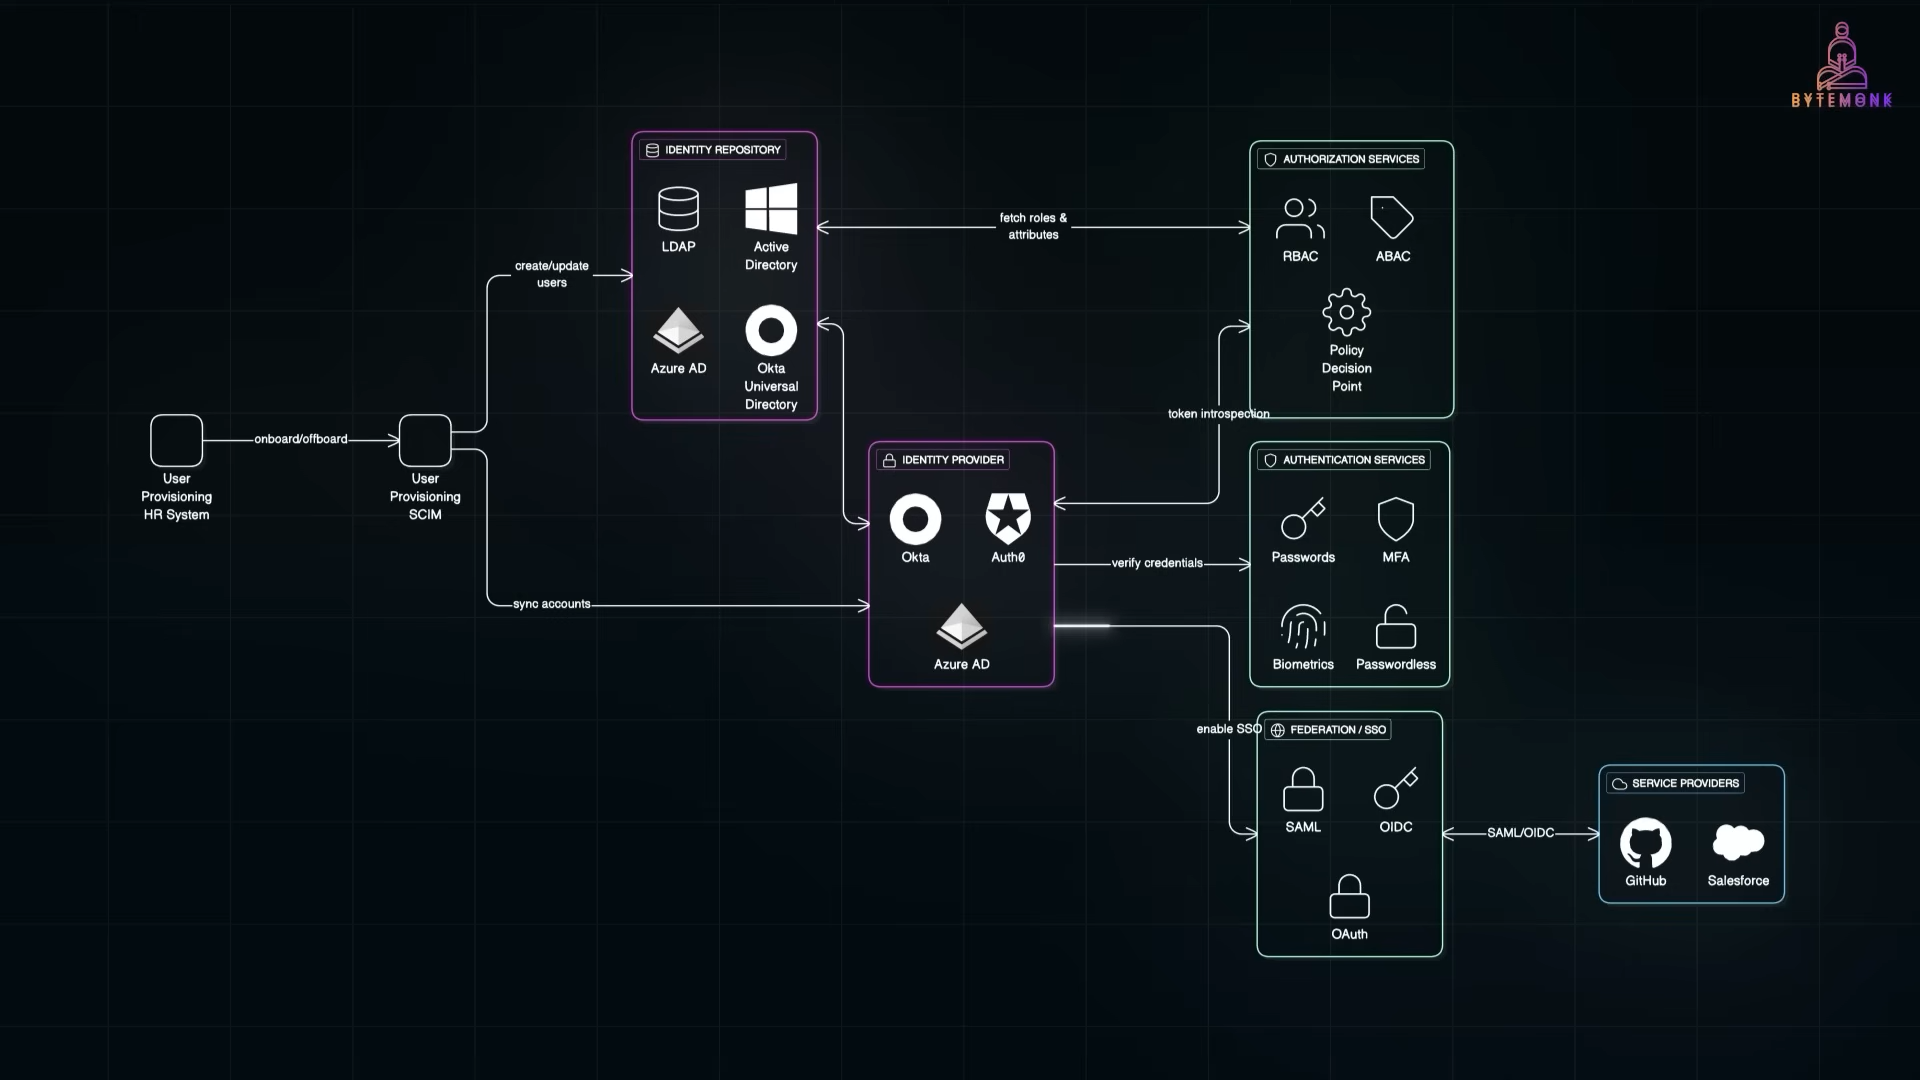 BYTEMONK
IDENTITY REPOSITORY
LDAP
Active
Directory
Azure AD
Okta
Universal
Directory
AUTHORIZATION SERVICES
RBAC
ABAC
Policy
Decision
Point
fetch roles &
attributes
create/update
users
onboard/offboard
User
Provisioning
HR System
User
Provisioning
SCIM
sync accounts
token introspection
IDENTITY PROVIDER
Okta
Auth0
Azure AD
verify credentials
AUTHENTICATION SERVICES
Passwords
MFA
Biometrics
Passwordless
enable SSO
FEDERATION / SSO
SAML
OIDC
OAuth
SAML/OIDC
SERVICE PROVIDERS
GitHub
Salesforce